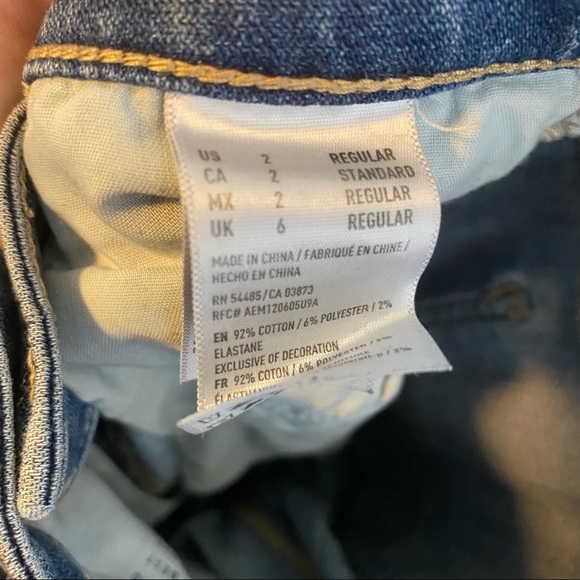 US 2 REGULAR
CA 2 STANDARD
MX 2 REGULAR
UK 6 REGULAR
MADE IN CHINA / FABRIQUÉ EN CHINE /
HECHO EN CHINA
RN 54485/CA 03873
RFC# AEM120605U9A
EN 92% COTTON / 6% POLYESTER / 2%
ELASTANE
EXCLUSIVE OF DECORATION
FR 92% COTON / 6% POLYESTER / 2%